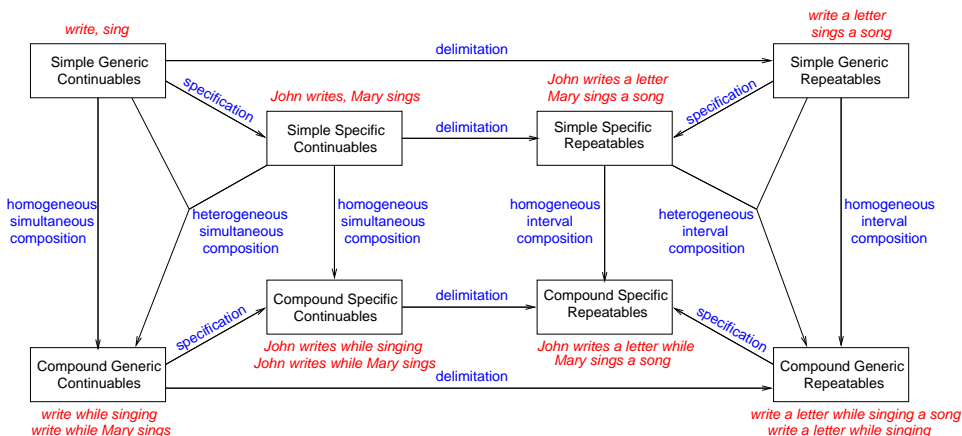 write, sing
write a letter
sings a song
Simple Generic
Continuables
delimitation
Simple Generic
Repeatables
specification
John writes, Mary sings
John writes a letter
Mary sings a song
specification
Simple Specific
Continuables
delimitation
Simple Specific
Repeatables
homogeneous
simultaneous
composition
heterogeneous
simultaneous
composition
homogeneous
simultaneous
composition
homogeneous
interval
composition
heterogeneous
interval
composition
homogeneous
interval
composition
Compound Specific
Continuables
delimitation
Compound Specific
Repeatables
specification
John writes while singing
John writes while Mary sings
John writes a letter while
Mary sings a song
specification
Compound Generic
Continuables
delimitation
Compound Generic
Repeatables
write while singing
write while Mary sings
write a letter while singing a song
write a letter while singing